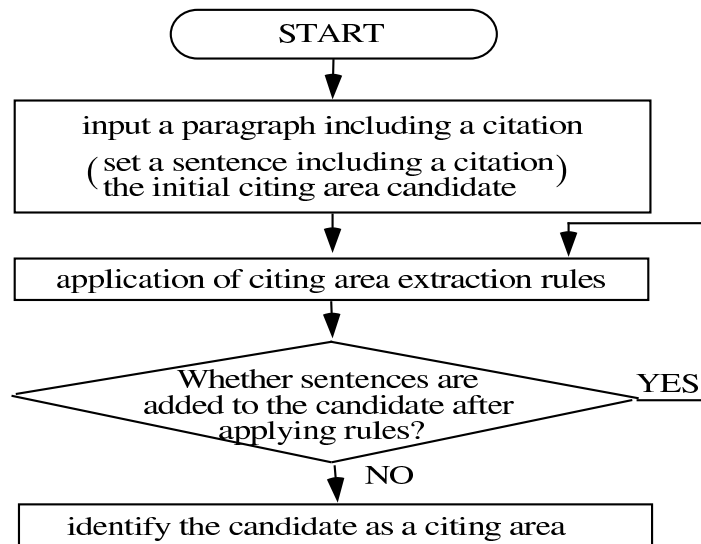 START
input a paragraph including a citation
(set a sentence including a citation)
the initial citing area candidate
application of citing area extraction rules
Whether sentences are
added to the candidate after
applying rules?
YES
NO
identify the candidate as a citing area